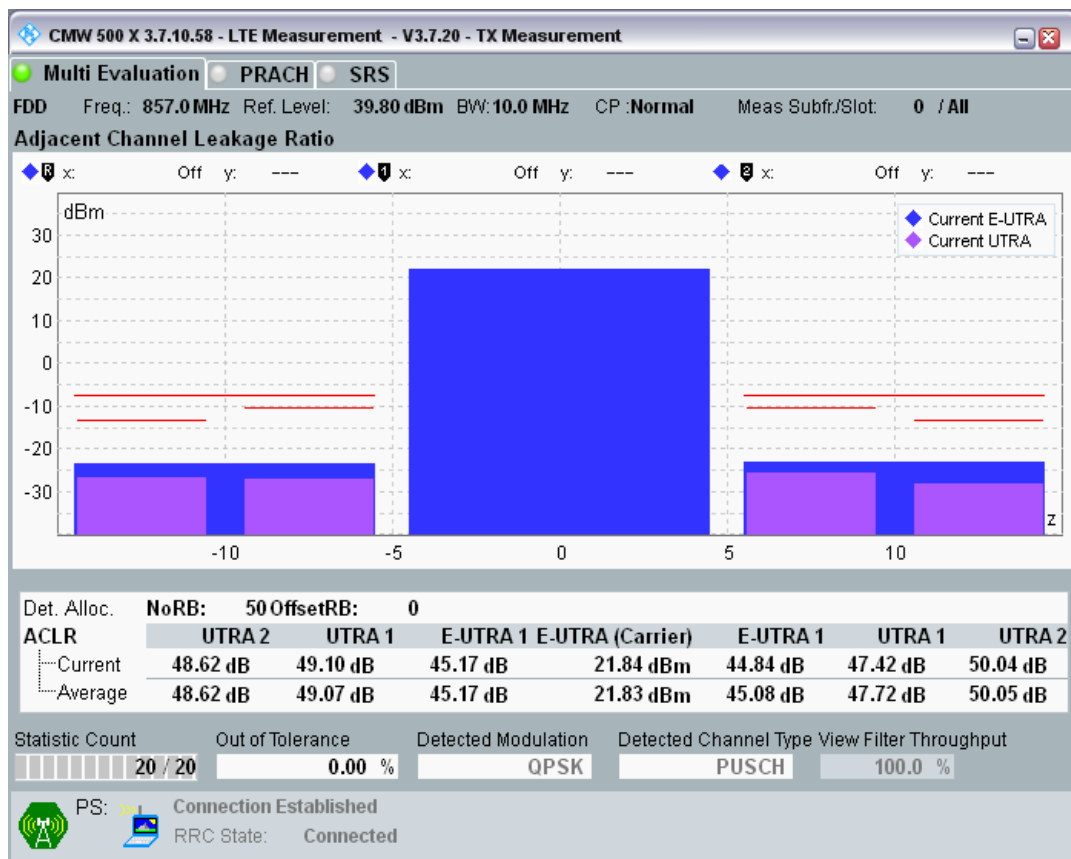 CMW 500 X 3.7.10.58 - LTE Measurement - V3.7.20 - TX Measurement
Multi Evaluation PRACH SRS
FDD Freq.: 857.0 MHz Ref. Level: 39.80 dBm BW: 10.0 MHz CP :Normal Meas Subfr./Slot: 0 / All
Adjacent Channel Leakage Ratio
R x: Off y: --- 1 x: Off y: --- 2 x: Off y: ---
dBm
Current E-UTRA
Current UTRA
30
20
10
0
-10
-20
-30
z
-10 -5 0 5 10
Det. Alloc. NoRB: 50 OffsetRB: 0
ACLR UTRA 2 UTRA 1 E-UTRA 1 E-UTRA (Carrier) E-UTRA 1 UTRA 1 UTRA 2
Current 48.62 dB 49.10 dB 45.17 dB 21.84 dBm 44.84 dB 47.42 dB 50.04 dB
Average 48.62 dB 49.07 dB 45.17 dB 21.83 dBm 45.08 dB 47.72 dB 50.05 dB
Statistic Count Out of Tolerance Detected Modulation Detected Channel Type View Filter Throughput
20 / 20 0.00 % QPSK PUSCH 100.0 %
PS: Connection Established
RRC State: Connected